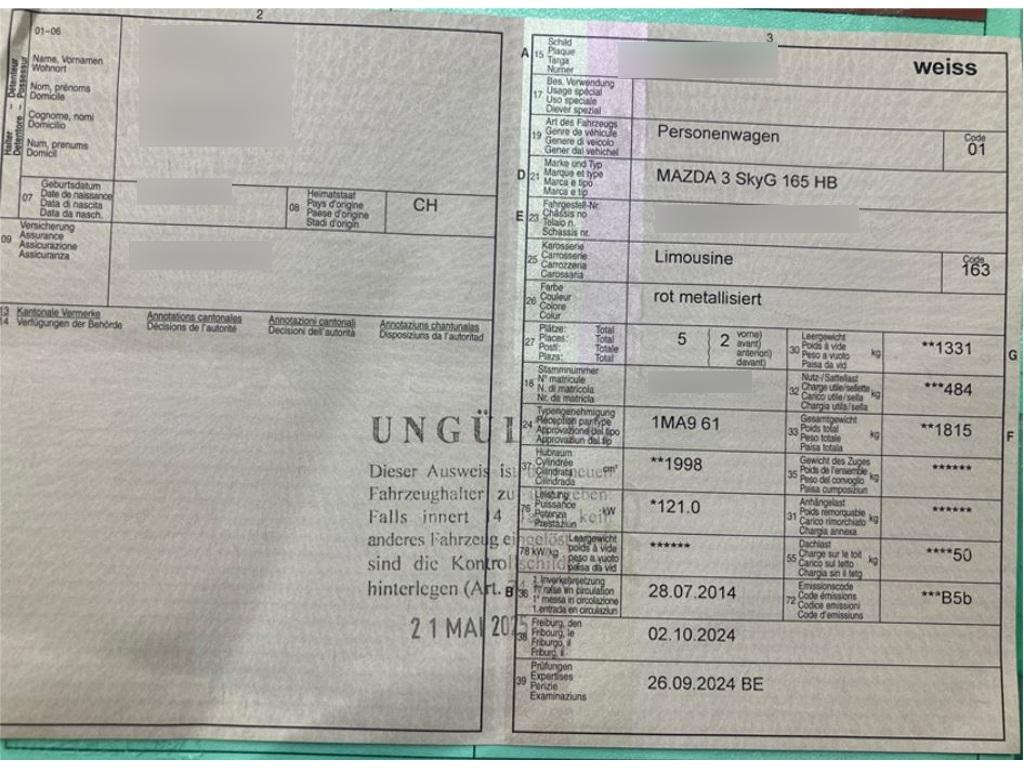 2
01-06
Halter - Détenteur
Detentore - Possessur
Name, Vornamen
Wohnort
Nom, prénoms
Domicile
Cognome, nomi
Domicilio
Num, prenums
Domicil
07
Geburtsdatum
Date de naissance
Data di nascita
Data da nasch.
08
Heimatstaat
Pays d'origine
Paese d'origine
Stadi d'origin
CH
09
Versicherung
Assurance
Assicurazione
Assicuranza
13 Kantonale Vermerke
14 Verfügungen der Behörde
Annotations cantonales
Décisions de l'autorité
Annotazioni cantonali
Decisioni dell'autorità
Annotaziuns chantunalas
Disposiziuns da l'autoritad
UNGÜL
Dieser Ausweis ist
Fahrzeughalter zu
Falls innert 14 kein
anderes Fahrzeug eingelöst
sind die Kontrollschilder
hinterlegen (Art.
21 MAI 2025
3
A 15
Schild
Plaque
Targa
Numer
weiss
17
Bes. Verwendung
Usage spécial
Uso speciale
Diever spezial
19
Art des Fahrzeugs
Genre de véhicule
Genere di veicolo
Gener dal vehichel
Personenwagen
Code
01
D 21
Marke und Typ
Marque et type
Marca e tipo
Marca e tip
MAZDA 3 SkyG 165 HB
E 23
Fahrgestell-Nr.
Châssis no
Telaio n.
Schassis nr.
25
Karosserie
Carrosserie
Carrozzeria
Carossaria
Limousine
Code
163
26
Farbe
Couleur
Colore
Colur
rot metallisiert
27
Plätze: Total
Places: Total
Posti: Totale
Plazs: Total
5
2
vorne)
avant)
anteriori)
davant)
30
Leergewicht
Poids à vide
Peso a vuoto
Paisa da vid
kg
**1331
G
18
Stammnummer
N° matricule
N. di matricola
Nr. da matricla
32
Nutz-/Sattellast
Charge utile/sellette
Carico utile/sella
Chargia utila/sella
kg
***484
24
Typengenehmigung
Réception par type
Approvazione del tipo
Approvaziun dal tip
1MA9 61
33
Gesamtgewicht
Poids total
Peso totale
Paisa totala
kg
**1815
F
37
Hubraum
Cylindrée
Cilindrata
Cilindrada
cm³
**1998
35
Gewicht des Zuges
Poids de l'ensemble
Peso del convoglio
Paisa cumposiziun
kg
******
76
Leistung
Puissance
Potenza
Prestaziun
kW
*121.0
31
Anhängelast
Poids remorquable
Carico rimorchiato
Chargia annexa
kg
******
78 kW/kg
Leergewicht
poids à vide
peso a vuoto
paisa da vid
******
55
Dachlast
Charge sur le toit
Carico sul tetto
Chargia sin il tetg
kg
****50
B 36
1. Inverkehrsetzung
1re mise en circulation
1a messa in circolazione
1. entrada en circulaziun
28.07.2014
72
Emissionscode
Code émissions
Codice emissioni
Code d'emissiuns
***B5b
38
Freiburg, den
Fribourg, le
Friburgo, il
Friburg, il
02.10.2024
39
Prüfungen
Expertises
Perizie
Examinaziuns
26.09.2024 BE